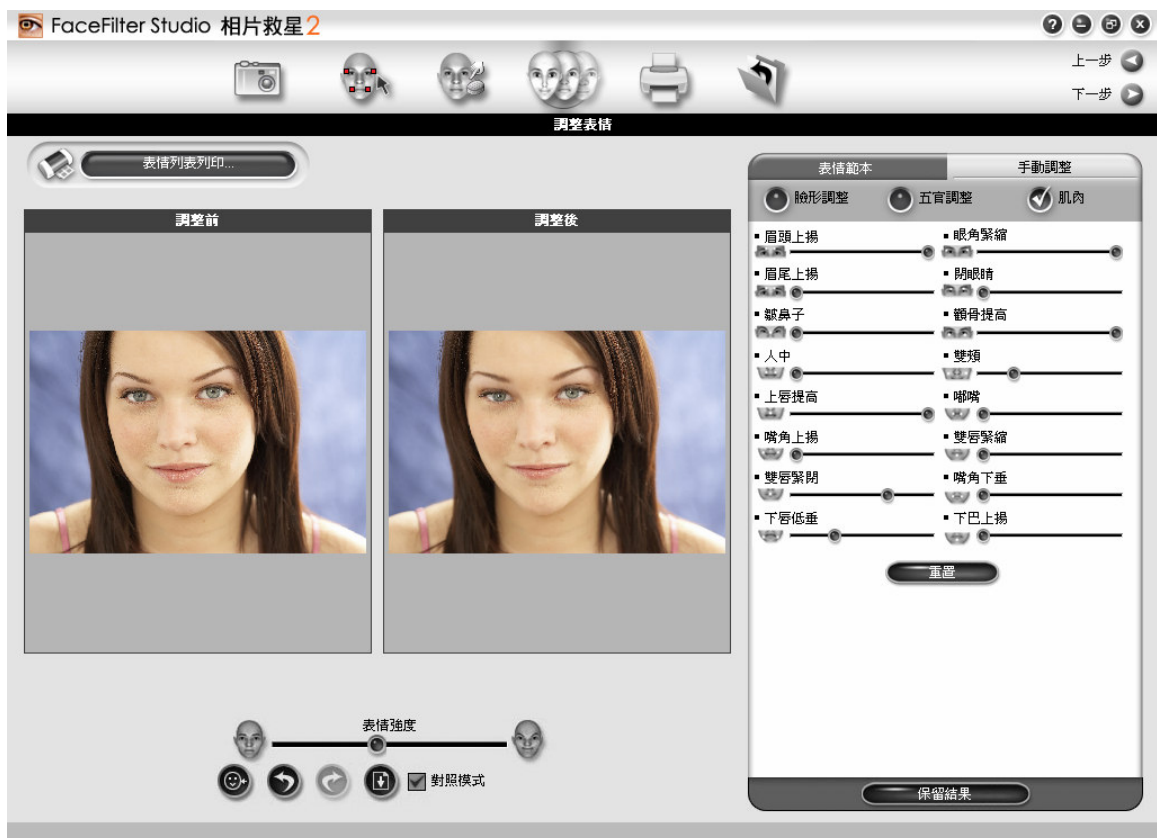 FaceFilter Studio 相片救星2
上一步
下一步
調整表情
表情列表列印...
調整前
調整後
表情強度
對照模式
表情範本
手動調整
臉形調整
五官調整
肌肉
眉頭上揚
眼角緊縮
眉尾上揚
閉眼睛
皺鼻子
顴骨提高
人中
雙頰
上唇提高
嘟嘴
嘴角上揚
雙唇緊縮
雙唇緊閉
嘴角下垂
下唇低垂
下巴上揚
重置
保留結果